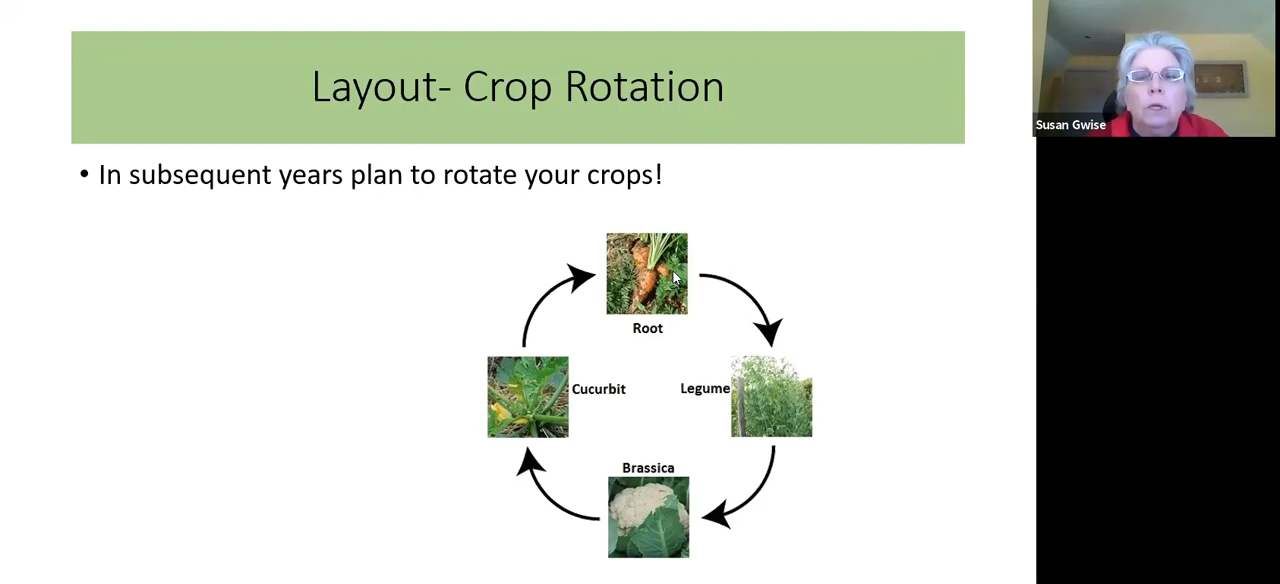 Layout- Crop Rotation
Susan Gwise
• In subsequent years plan to rotate your crops!
Root
Cucurbit
Legume
Brassica